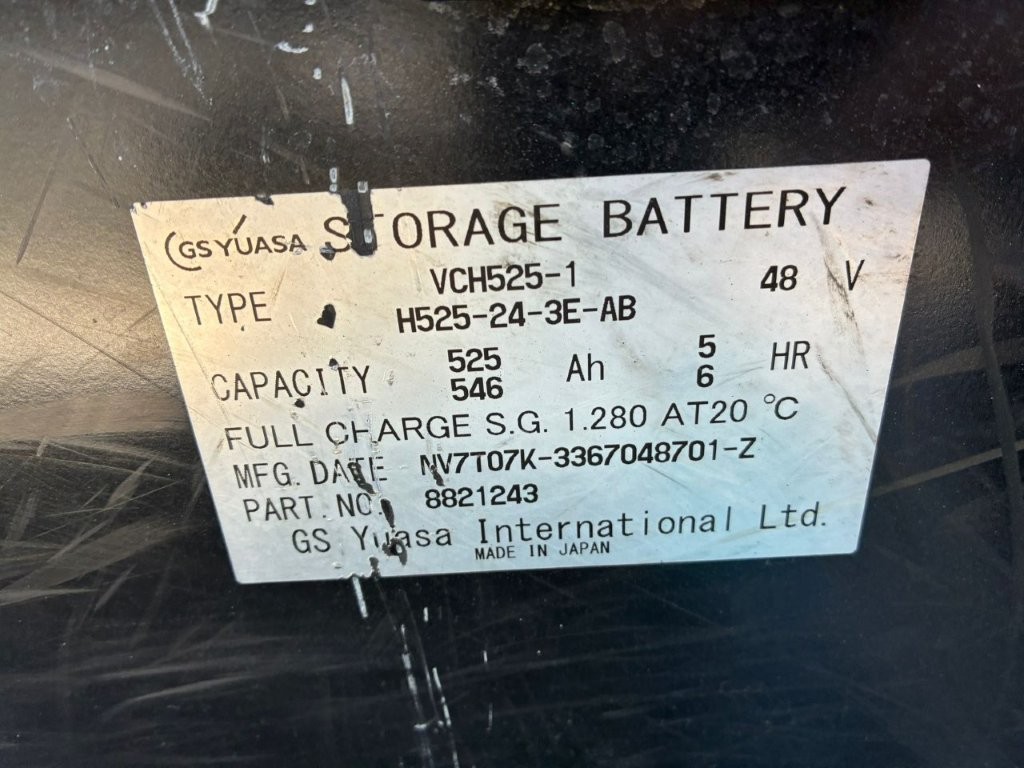 GS YUASA STORAGE BATTERY
TYPE VCH525-1 48 V
H525-24-3E-AB
CAPACITY 525 Ah 5 HR
546 6
FULL CHARGE S.G. 1.280 AT20 ℃
MFG. DATE NV7T07K-3367048701-Z
PART. NO. 8821243
GS Yuasa International Ltd.
MADE IN JAPAN